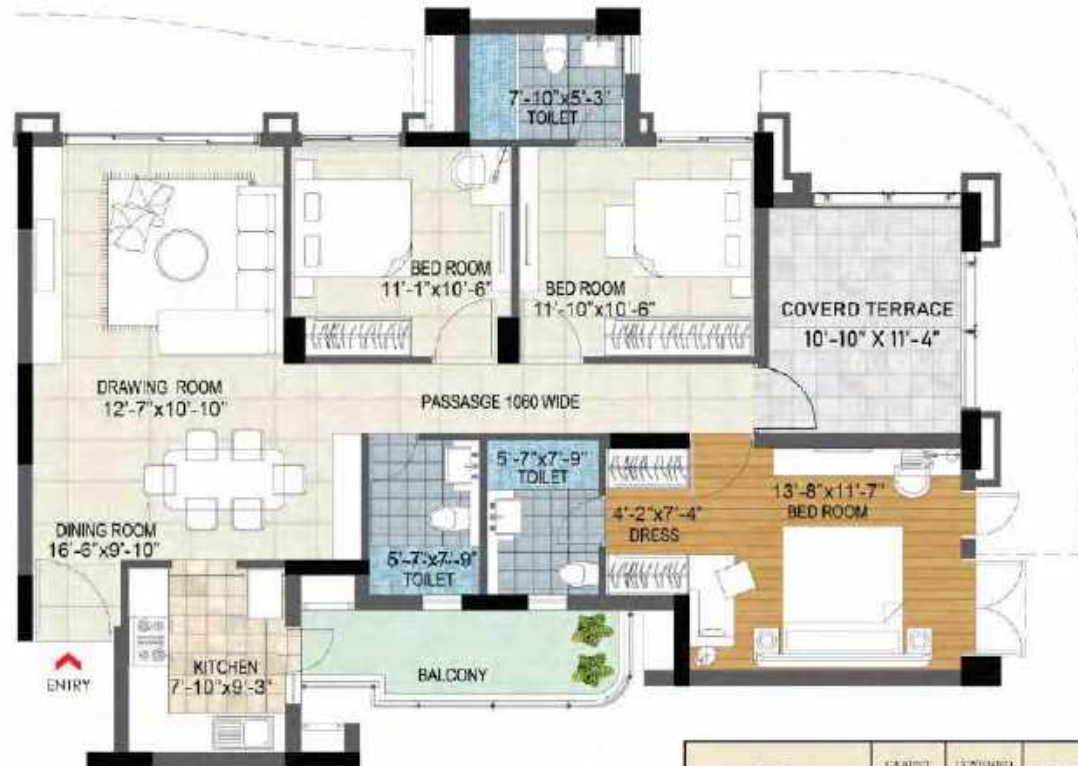 7'-10"x5'-3"
TOILET
BED ROOM
11'-1"x10'-6"
BED ROOM
11'-10"x10'-6"
COVERD TERRACE
10'-10" X 11'-4"
DRAWING ROOM
12'-7"x10'-10"
PASSASGE 1060 WIDE
5'-7"x7'-9"
TOILET
13'-8"x11'-7"
BED ROOM
4'-2"x7'-4"
DRESS
DINING ROOM
16'-6"x9'-10"
5'-7"x7'-9"
TOILET
KITCHEN
7'-10"x9'-3"
BALCONY
ENTRY